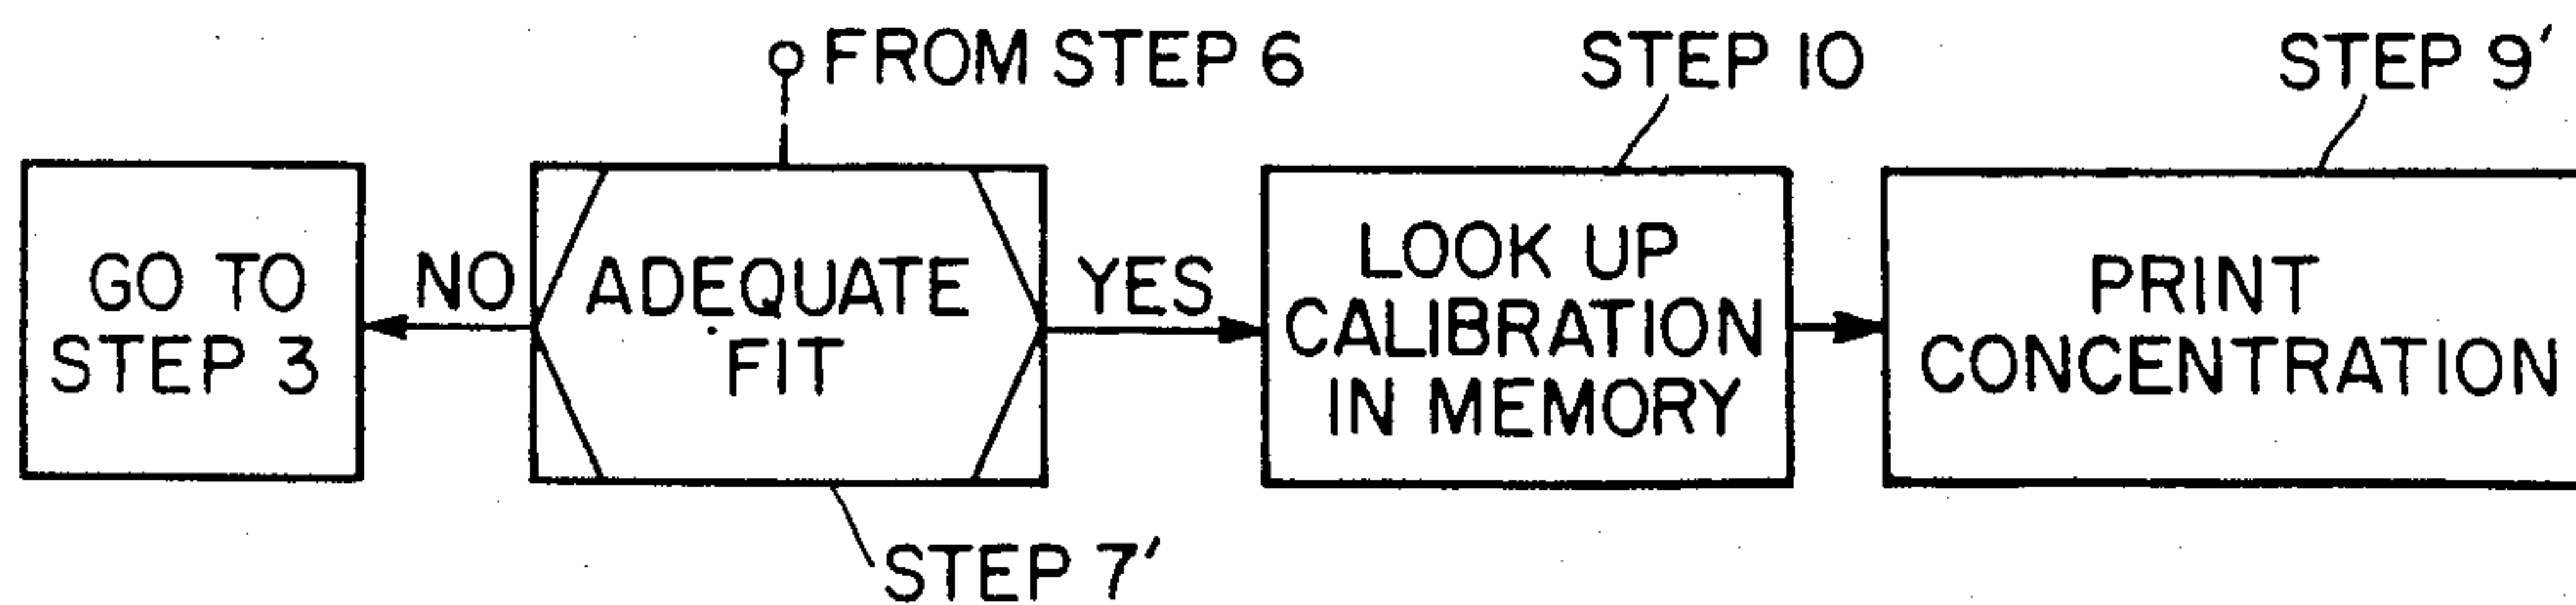 FROM STEP 6
STEP 10
STEP 9′
GO TO
STEP 3
NO
ADEQUATE
FIT
YES
LOOK UP
CALIBRATION
IN MEMORY
PRINT
CONCENTRATION
STEP 7′